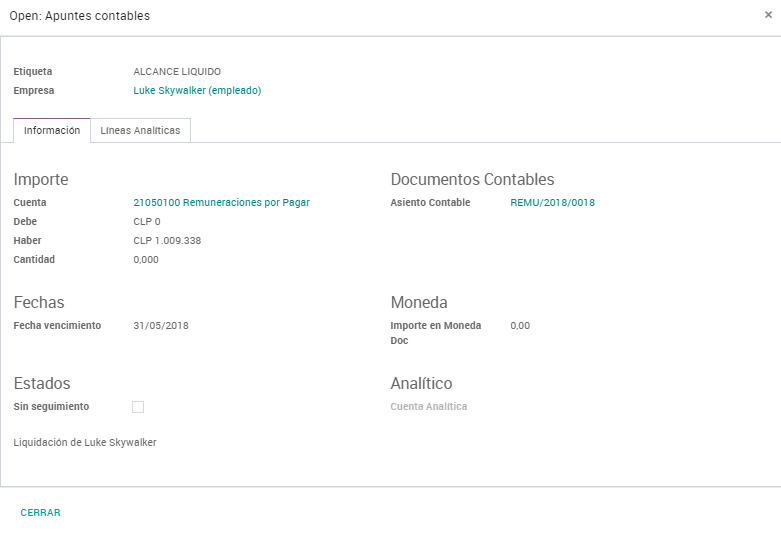 Open: Apuntes contables ×
Etiqueta ALCANCE LIQUIDO
Empresa Luke Skywalker (empleado)
Información Líneas Analíticas
Importe Documentos Contables
Cuenta 21050100 Remuneraciones por Pagar Asiento Contable REMU/2018/0018
Debe CLP 0
Haber CLP 1.009.338
Cantidad 0,000
Fechas Moneda
Fecha vencimiento 31/05/2018 Importe en Moneda 0,00
Doc
Estados Analítico
Sin seguimiento Cuenta Analítica
Liquidación de Luke Skywalker
CERRAR